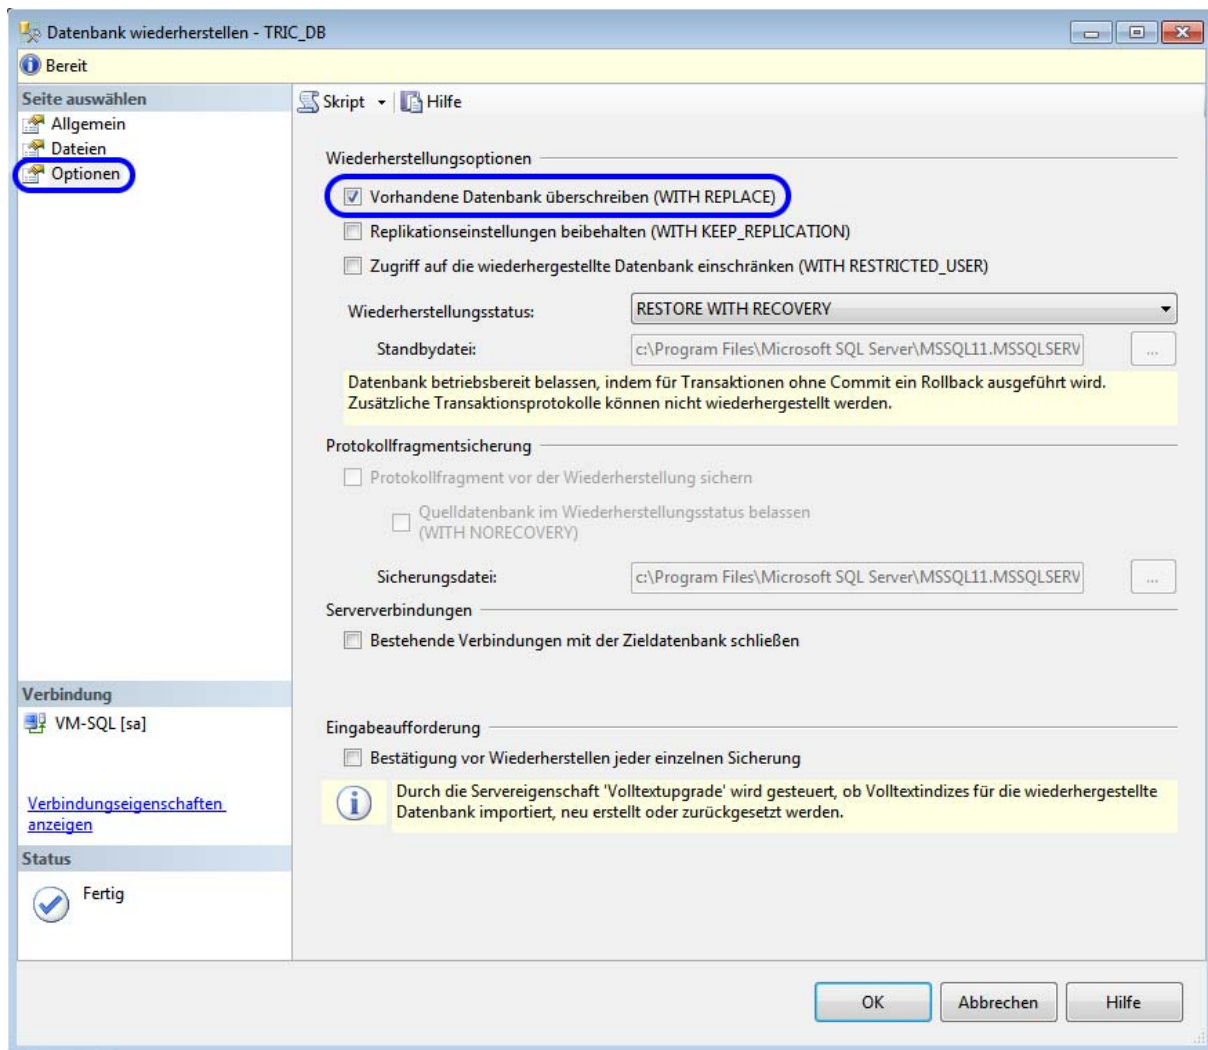 Datenbank wiederherstellen - TRIC_DB
Bereit
Seite auswählen
Allgemein
Dateien
Optionen
Skript
Hilfe
Wiederherstellungsoptionen
Vorhandene Datenbank überschreiben (WITH REPLACE)
Replikationseinstellungen beibehalten (WITH KEEP_REPLICATION)
Zugriff auf die wiederhergestellte Datenbank einschränken (WITH RESTRICTED_USER)
Wiederherstellungsstatus:
RESTORE WITH RECOVERY
Standbydatei:
c:\Program Files\Microsoft SQL Server\MSSQL11.MSSQLSERV
...
Datenbank betriebsbereit belassen, indem für Transaktionen ohne Commit ein Rollback ausgeführt wird.
Zusätzliche Transaktionsprotokolle können nicht wiederhergestellt werden.
Protokollfragmentsicherung
Protokollfragment vor der Wiederherstellung sichern
Quelldatenbank im Wiederherstellungsstatus belassen
(WITH NORECOVERY)
Sicherungsdatei:
c:\Program Files\Microsoft SQL Server\MSSQL11.MSSQLSERV
...
Serververbindungen
Bestehende Verbindungen mit der Zieldatenbank schließen
Verbindung
VM-SQL [sa]
Verbindungseigenschaften
anzeigen
Eingabeaufforderung
Bestätigung vor Wiederherstellen jeder einzelnen Sicherung
Durch die Servereigenschaft 'Volltextupgrade' wird gesteuert, ob Volltextindizes für die wiederhergestellte
Datenbank importiert, neu erstellt oder zurückgesetzt werden.
Status
Fertig
OK
Abbrechen
Hilfe